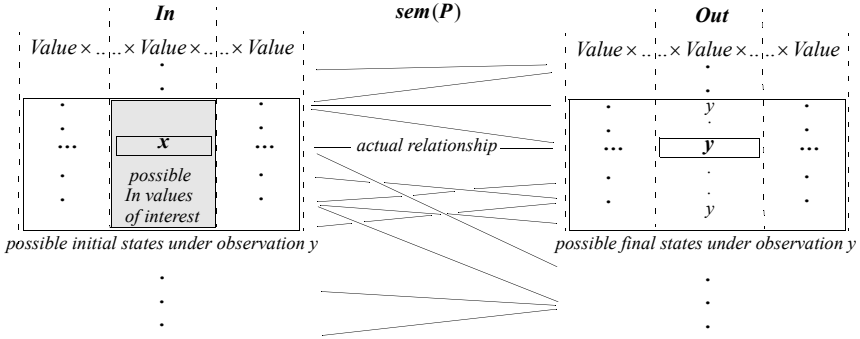 In sem(P) Out
Value × .. ..× Value × .. ..× Value Value × .. ..× Value × .. ..× Value
y
... x ... actual relationship ... y ...
possible
In values
of interest
y
possible initial states under observation y possible final states under observation y